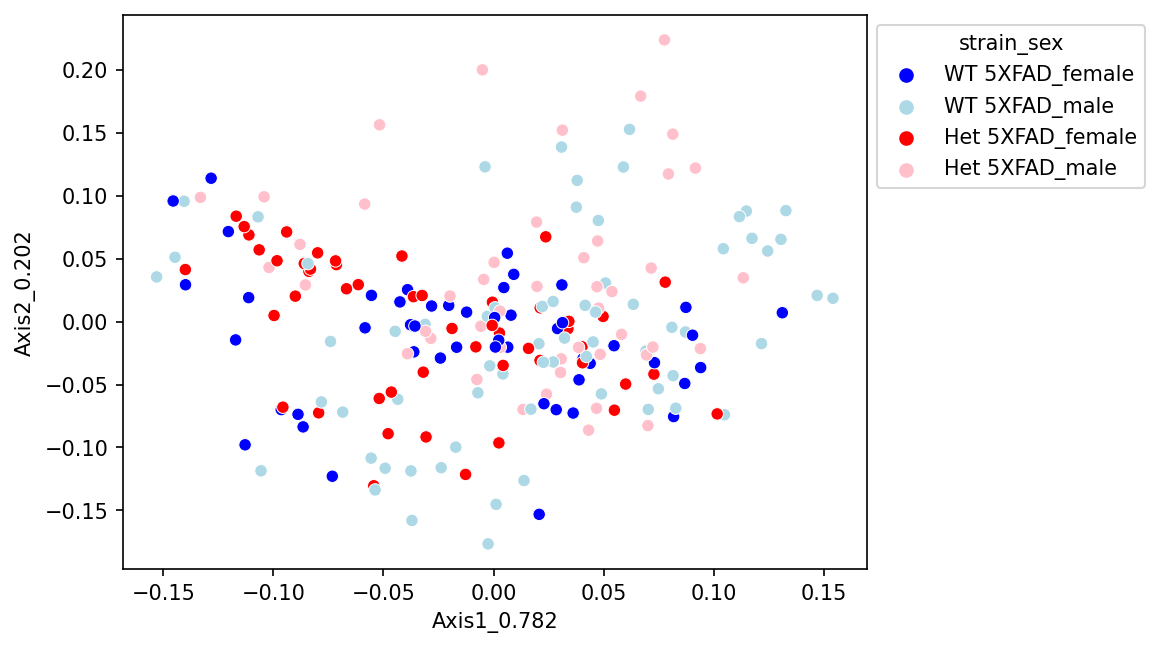 strain_sex
WT 5XFAD_female
WT 5XFAD_male
Het 5XFAD_female
Het 5XFAD_male
Axis2_0.202
0.20
0.15
0.10
0.05
0.00
−0.05
−0.10
−0.15
−0.15 −0.10 −0.05 0.00 0.05 0.10 0.15
Axis1_0.782